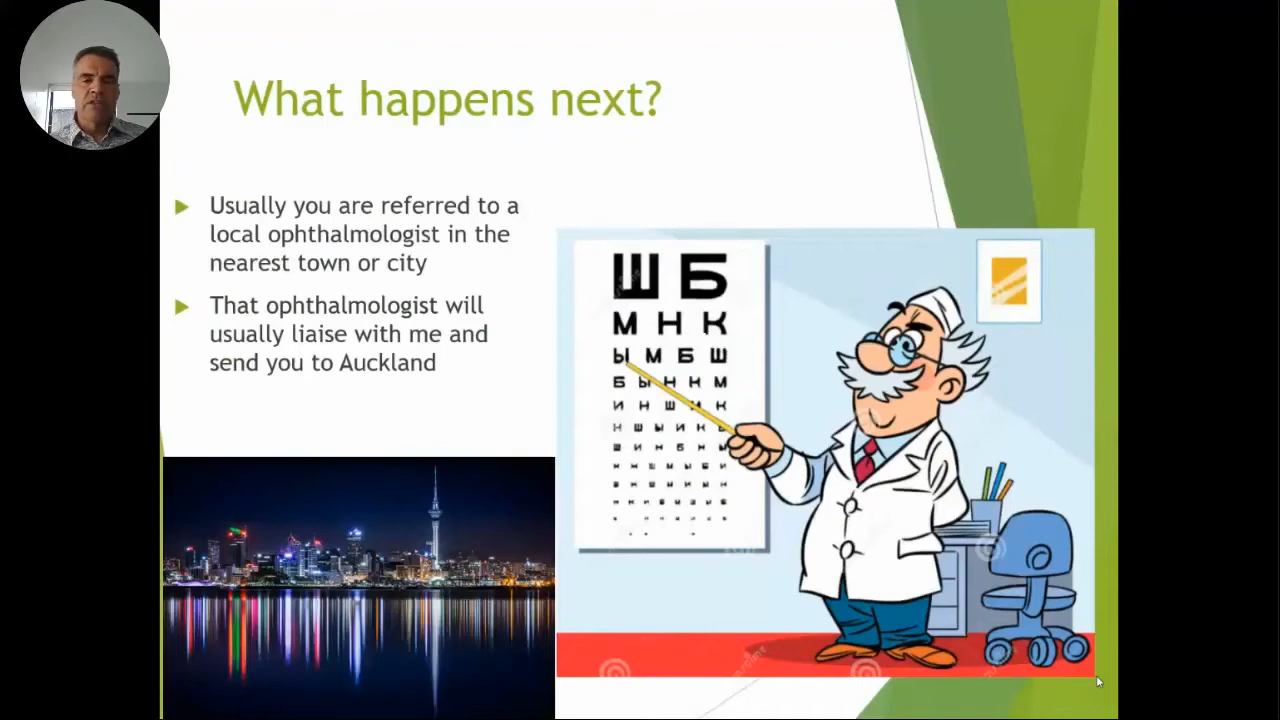 What happens next?
Usually you are referred to a
local ophthalmologist in the
nearest town or city
That ophthalmologist will
usually liaise with me and
send you to Auckland
Ш Б
М Н К
Ы М Б Ш
Б Ы Н К М
И Н Ш М К